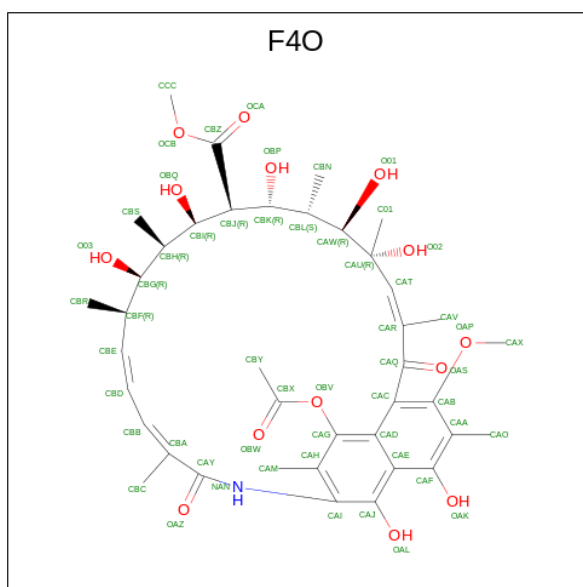 F4O
CCC
OCA
CBZ
O
O
OCB
OBP
OH
CBN
O01
OH
OBQ
HO
CBS
C01
CBK(R)
CBJ(R)
CBL(S)
CBI(R)
CAW(R)
O03
HO
CBH(R)
OH
O02
CAU(R)
CBG(R)
CAT
CBR
CBF(R)
CAV
CAR
OAP
CBE
O
CAX
CBY
CAQ
O
OAS
CBD
CBX
OBV
O
CAC
CAB
CBB
CAA
CBA
OBW
O
CAG
CAD
CAO
CAH
CAE
CAY
CAM
CAF
CBC
NAN
N
H
CAI
CAJ
OH
OAK
OAZ
O
OH
OAL